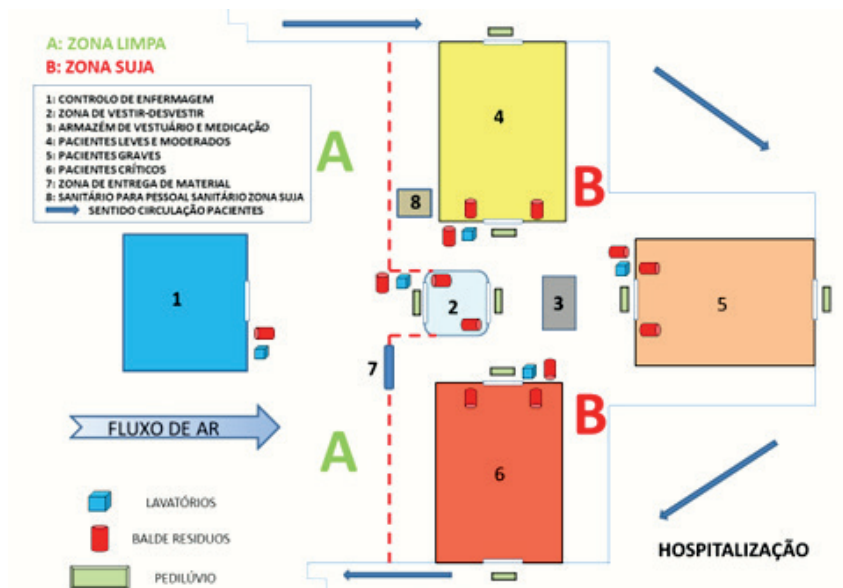 A: ZONA LIMPA
B: ZONA SUJA
1: CONTROLO DE ENFERMAGEM
2: ZONA DE VESTIR-DESVESTIR
3: ARMAZÉM DE VESTUÁRIO E MEDICAÇÃO
4: PACIENTES LEVES E MODERADOS
5: PACIENTES GRAVES
6: PACIENTES CRÍTICOS
7: ZONA DE ENTREGA DE MATERIAL
8: SANITÁRIO PARA PESSOAL SANITÁRIO ZONA SUJA
SENTIDO CIRCULAÇÃO PACIENTES
4
A
B
8
1
2
3
5
7
B
FLUXO DE AR
A
6
LAVATÓRIOS
BALDE RESIDUOS
HOSPITALIZAÇÃO
PEDILÚVIO